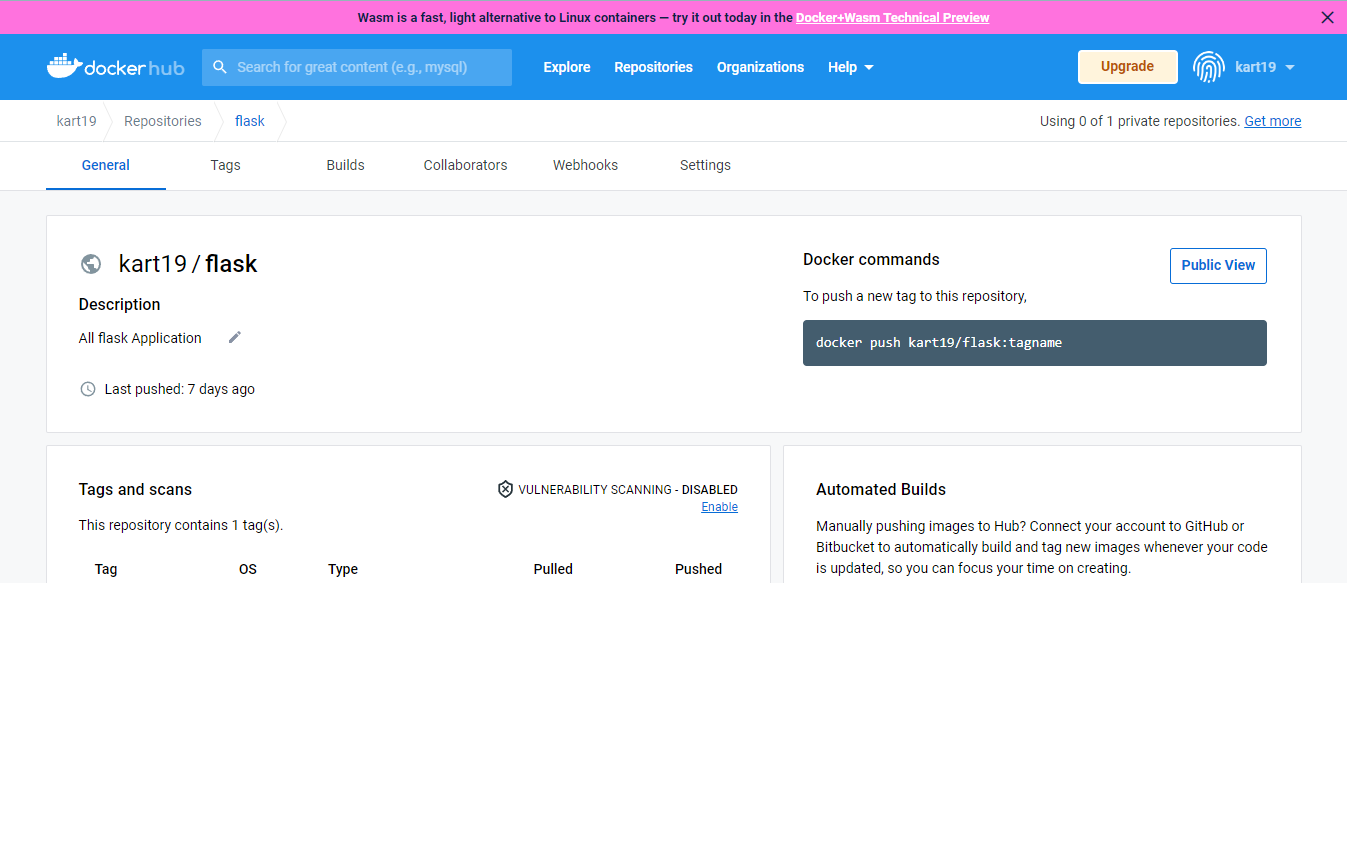 Wasm is a fast, light alternative to Linux containers — try it out today in the Docker+Wasm Technical Preview
docker hub
Search for great content (e.g., mysql)
Explore
Repositories
Organizations
Help
Upgrade
kart19
kart19
Repositories
flask
Using 0 of 1 private repositories. Get more
General
Tags
Builds
Collaborators
Webhooks
Settings
kart19 / flask
Description
All flask Application
Last pushed: 7 days ago
Docker commands
Public View
To push a new tag to this repository,
docker push kart19/flask:tagname
Tags and scans
VULNERABILITY SCANNING - DISABLED
Enable
This repository contains 1 tag(s).
Tag
OS
Type
Pulled
Pushed
Automated Builds
Manually pushing images to Hub? Connect your account to GitHub or
Bitbucket to automatically build and tag new images whenever your code
is updated, so you can focus your time on creating.